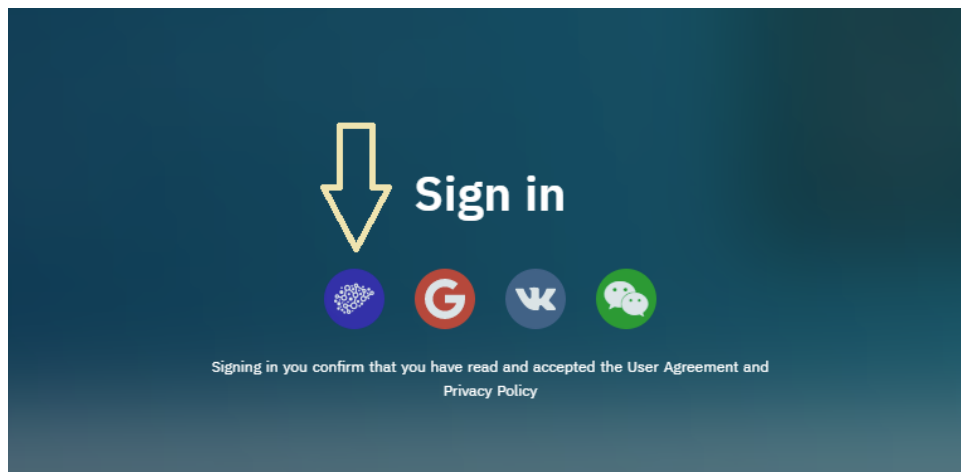 Sign in
Signing in you confirm that you have read and accepted the User Agreement and
Privacy Policy